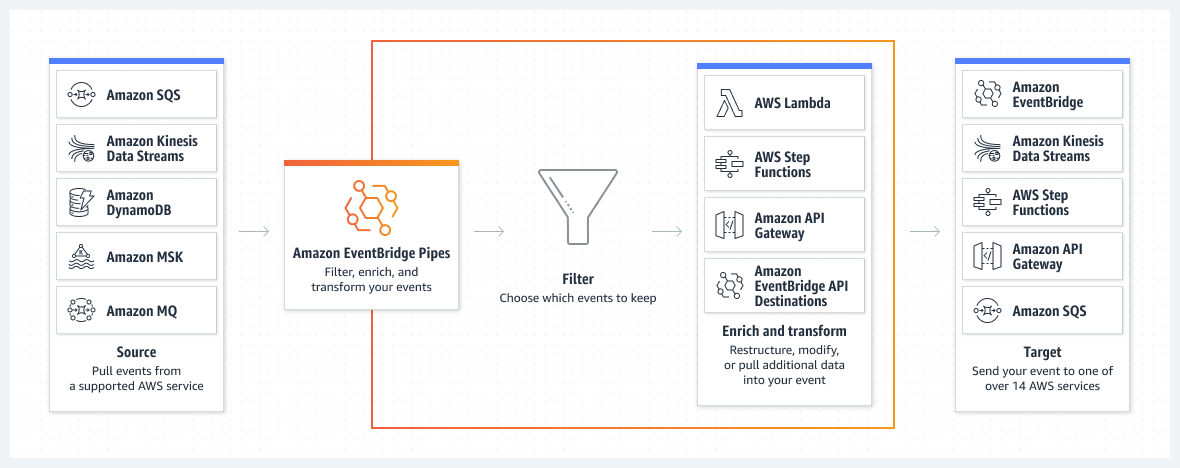 Amazon SQS
Amazon Kinesis
Data Streams
Amazon
DynamoDB
Amazon MSK
Amazon MQ
Source
Pull events from
a supported AWS service
Amazon EventBridge Pipes
Filter, enrich, and
transform your events
Filter
Choose which events to keep
AWS Lambda
AWS Step
Functions
Amazon API
Gateway
Amazon
EventBridge API
Destinations
Enrich and transform
Restructure, modify,
or pull additional data
into your event
Amazon
EventBridge
Amazon Kinesis
Data Streams
AWS Step
Functions
Amazon API
Gateway
Amazon SQS
Target
Send your event to one of
over 14 AWS services